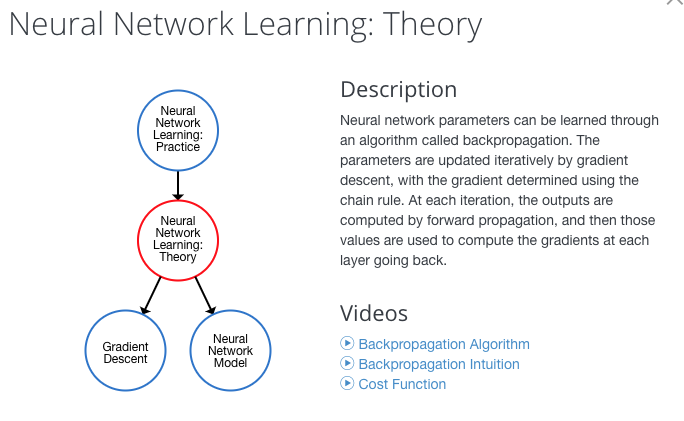 Neural Network Learning: Theory
Neural
Network
Learning:
Practice
Neural
Network
Learning:
Theory
Gradient
Descent
Neural
Network
Model
Description
Neural network parameters can be learned through
an algorithm called backpropagation. The
parameters are updated iteratively by gradient
descent, with the gradient determined using the
chain rule. At each iteration, the outputs are
computed by forward propagation, and then those
values are used to compute the gradients at each
layer going back.
Videos
Backpropagation Algorithm
Backpropagation Intuition
Cost Function